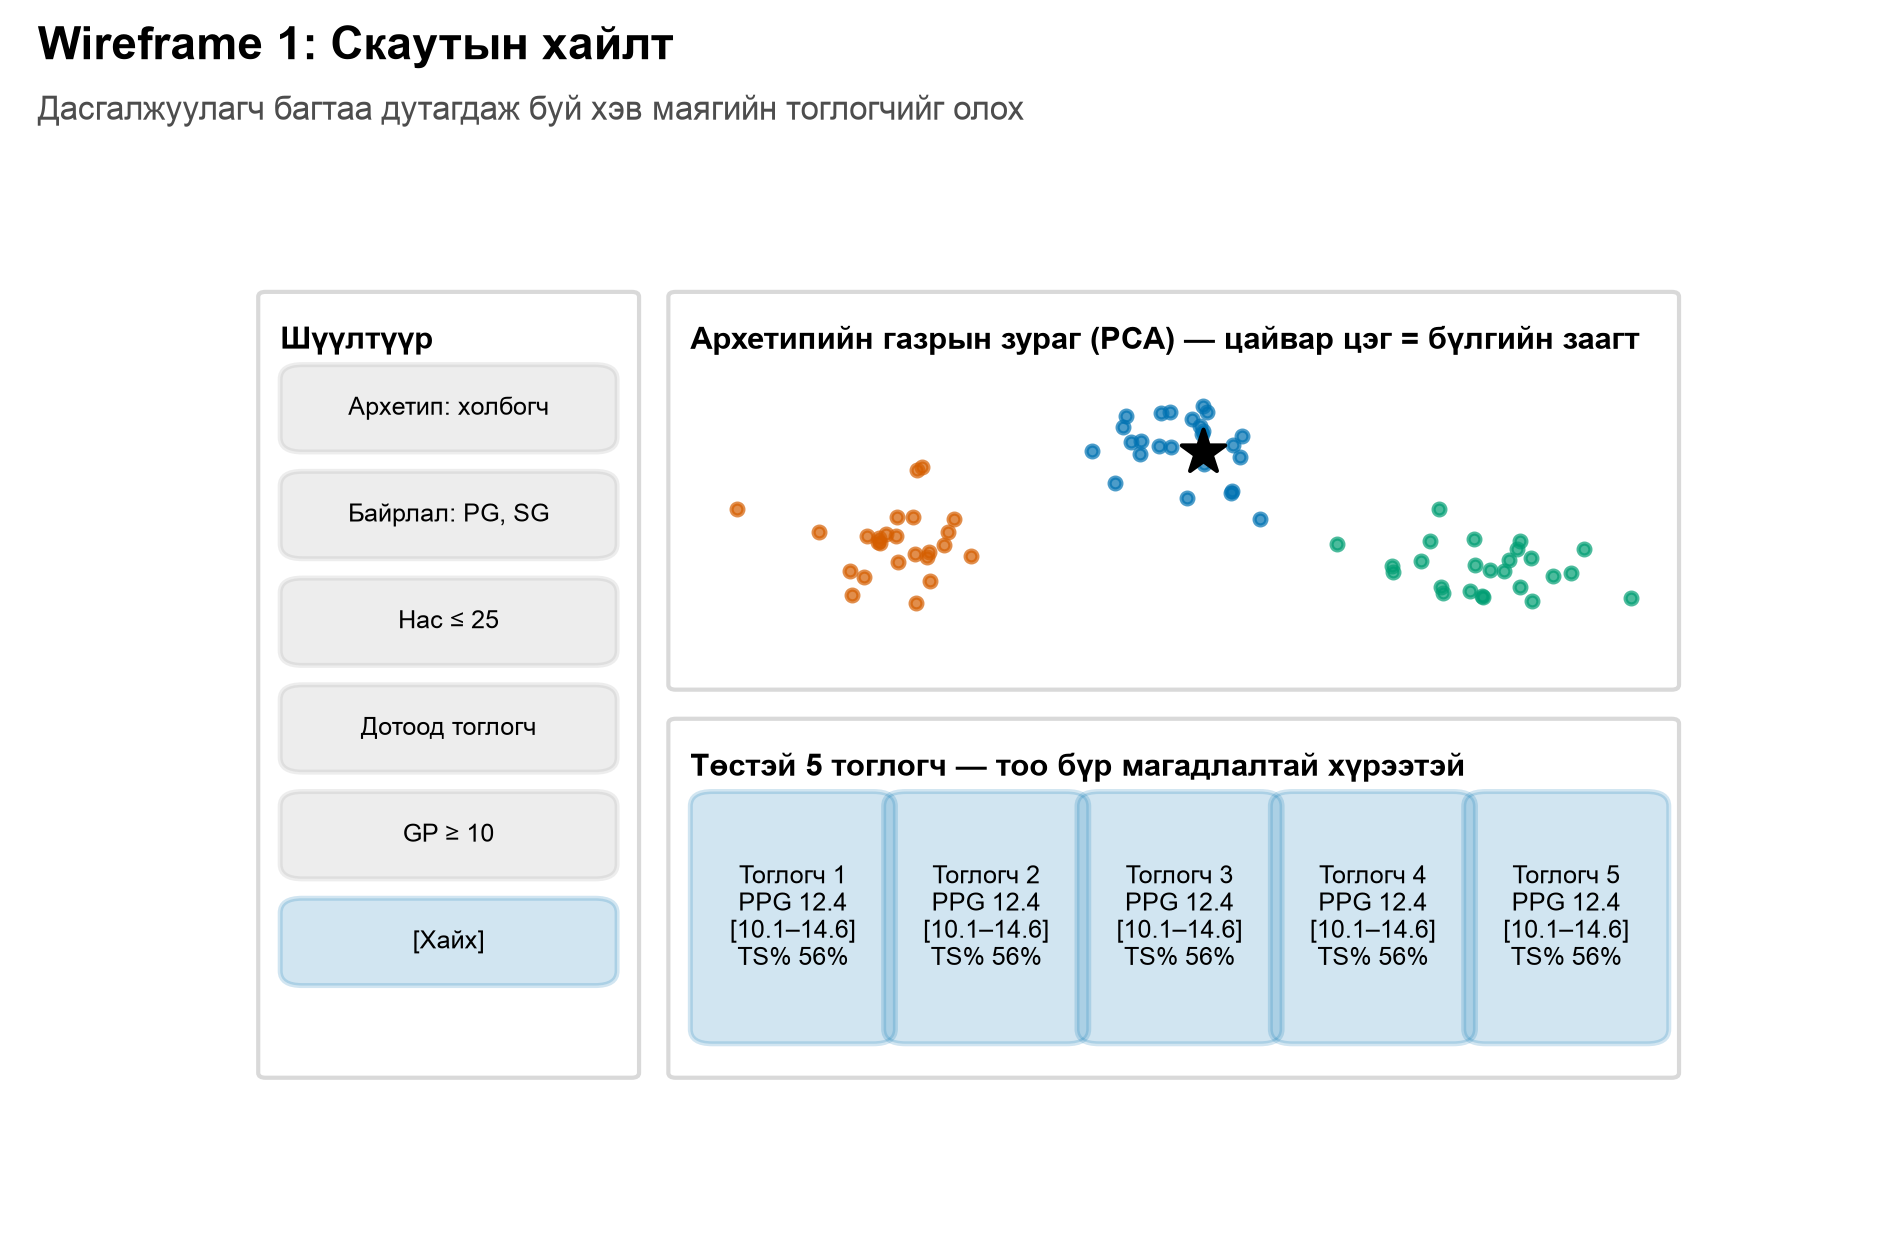 Wireframe 1: Скаутын хайлт
Дасгалжуулагч багтаа дутагдаж буй хэв маягийн тоглогчийг олох
Шүүлтүүр
Архетип: холбогч
Байрлал: PG, SG
Нас ≤ 25
Дотоод тоглогч
GP ≥ 10
[Хайх]
Архетипийн газрын зураг (PCA) — цайвар цэг = бүлгийн заагт
Төстэй 5 тоглогч — тоо бүр магадлалтай хүрээтэй
Тоглогч 1
PPG 12.4
[10.1–14.6]
TS% 56%
Тоглогч 2
PPG 12.4
[10.1–14.6]
TS% 56%
Тоглогч 3
PPG 12.4
[10.1–14.6]
TS% 56%
Тоглогч 4
PPG 12.4
[10.1–14.6]
TS% 56%
Тоглогч 5
PPG 12.4
[10.1–14.6]
TS% 56%